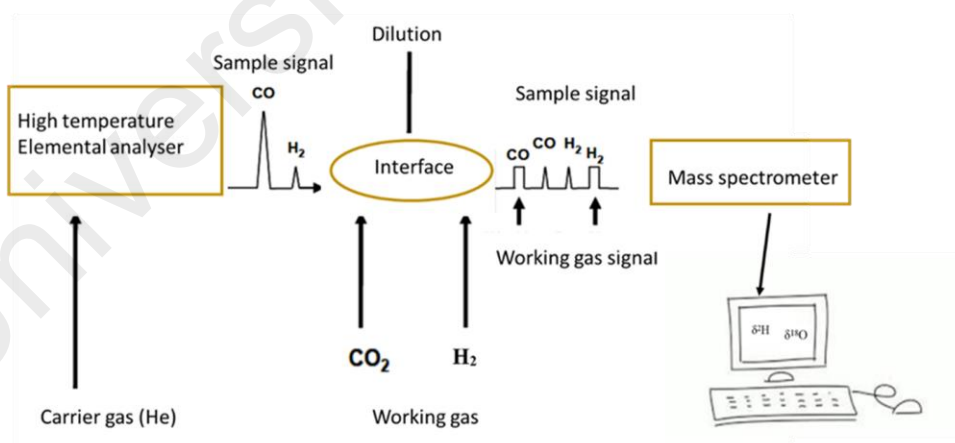 Dilution
Sample signal
CO
H₂
High temperature
Elemental analyser
Interface
Sample signal
CO CO H₂ H₂
Mass spectrometer
Working gas signal
CO₂ H₂
Carrier gas (He)
Working gas
δ²H δ¹⁸O
Universi